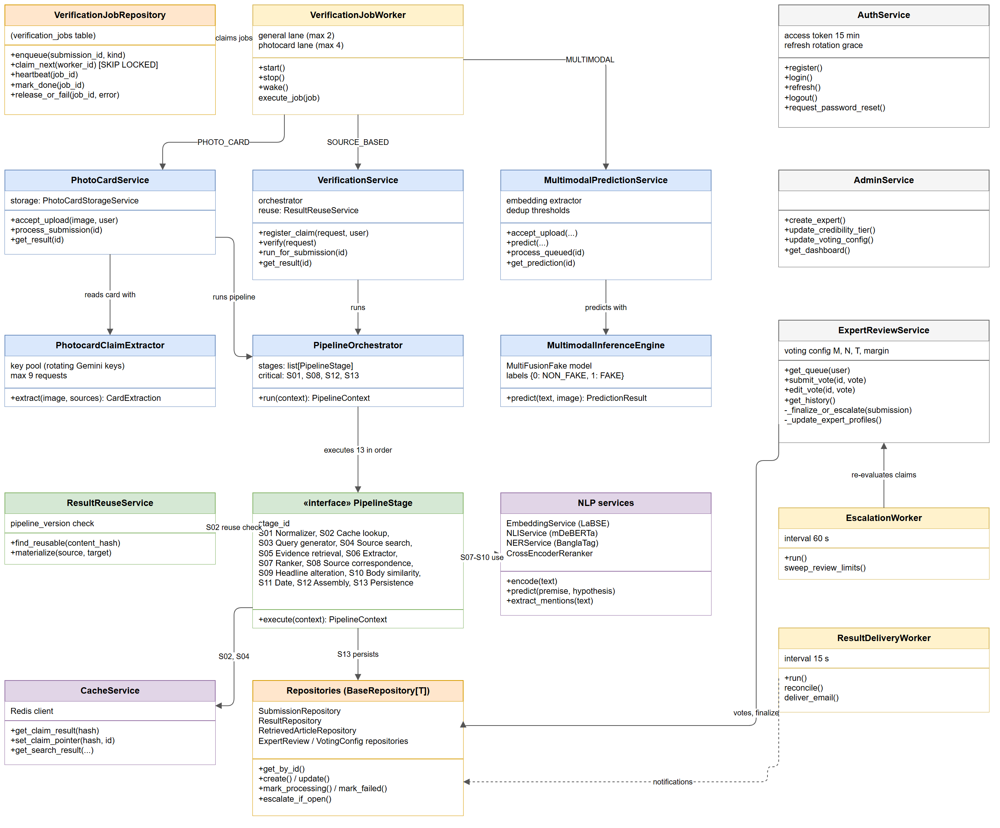 VerificationJobRepository
(verification_jobs table)
+enqueue(submission_id, kind)
+claim_next(worker_id) [SKIP LOCKED]
+heartbeat(job_id)
+mark_done(job_id)
+release_or_fail(job_id, error)
claims jobs
VerificationJobWorker
general lane (max 2)
photocard lane (max 4)
+start()
+stop()
+wake()
execute_job(job)
MULTIMODAL
AuthService
access token 15 min
refresh rotation grace
+register()
+login()
+refresh()
+logout()
+request_password_reset()
PHOTO_CARD
SOURCE_BASED
PhotoCardService
storage: PhotoCardStorageService
+accept_upload(image, user)
+process_submission(id)
+get_result(id)
VerificationService
orchestrator
reuse: ResultReuseService
+register_claim(request, user)
+verify(request)
+run_for_submission(id)
+get_result(id)
MultimodalPredictionService
embedding extractor
dedup thresholds
+accept_upload(...)
+predict(...)
+process_queued(id)
+get_prediction(id)
AdminService
+create_expert()
+update_credibility_tier()
+update_voting_config()
+get_dashboard()
reads card with
runs pipeline
runs
predicts with
PhotocardClaimExtractor
key pool (rotating Gemini keys)
max 9 requests
+extract(image, sources): CardExtraction
PipelineOrchestrator
stages: list[PipelineStage]
critical: S01, S08, S12, S13
+run(context): PipelineContext
MultimodalInferenceEngine
MultiFusionFake model
labels {0: NON_FAKE, 1: FAKE}
+predict(text, image): PredictionResult
ExpertReviewService
voting config M, N, T, margin
+get_queue(user)
+submit_vote(id, vote)
+edit_vote(id, vote)
+get_history()
-_finalize_or_escalate(submission)
-_update_expert_profiles()
executes 13 in order
re-evaluates claims
ResultReuseService
pipeline_version check
+find_reusable(content_hash)
+materialize(source, target)
S02 reuse check
«interface» PipelineStage
stage_id
S01 Normalizer, S02 Cache lookup,
S03 Query generator, S04 Source search,
S05 Evidence retrieval, S06 Extractor,
S07 Ranker, S08 Source correspondence,
S09 Headline alteration, S10 Body similarity,
S11 Date, S12 Assembly, S13 Persistence
+execute(context): PipelineContext
S07-S10 use
NLP services
EmbeddingService (LaBSE)
NLIService (mDeBERTa)
NERService (BanglaTag)
CrossEncoderReranker
+encode(text)
+predict(premise, hypothesis)
+extract_mentions(text)
EscalationWorker
interval 60 s
+run()
sweep_review_limits()
S02, S04
S13 persists
ResultDeliveryWorker
interval 15 s
+run()
reconcile()
deliver_email()
CacheService
Redis client
+get_claim_result(hash)
+set_claim_pointer(hash, id)
+get_search_result(...)
Repositories (BaseRepository[T])
SubmissionRepository
ResultRepository
RetrievedArticleRepository
ExpertReview / VotingConfig repositories
+get_by_id()
+create() / update()
+mark_processing() / mark_failed()
+escalate_if_open()
votes, finalize
notifications